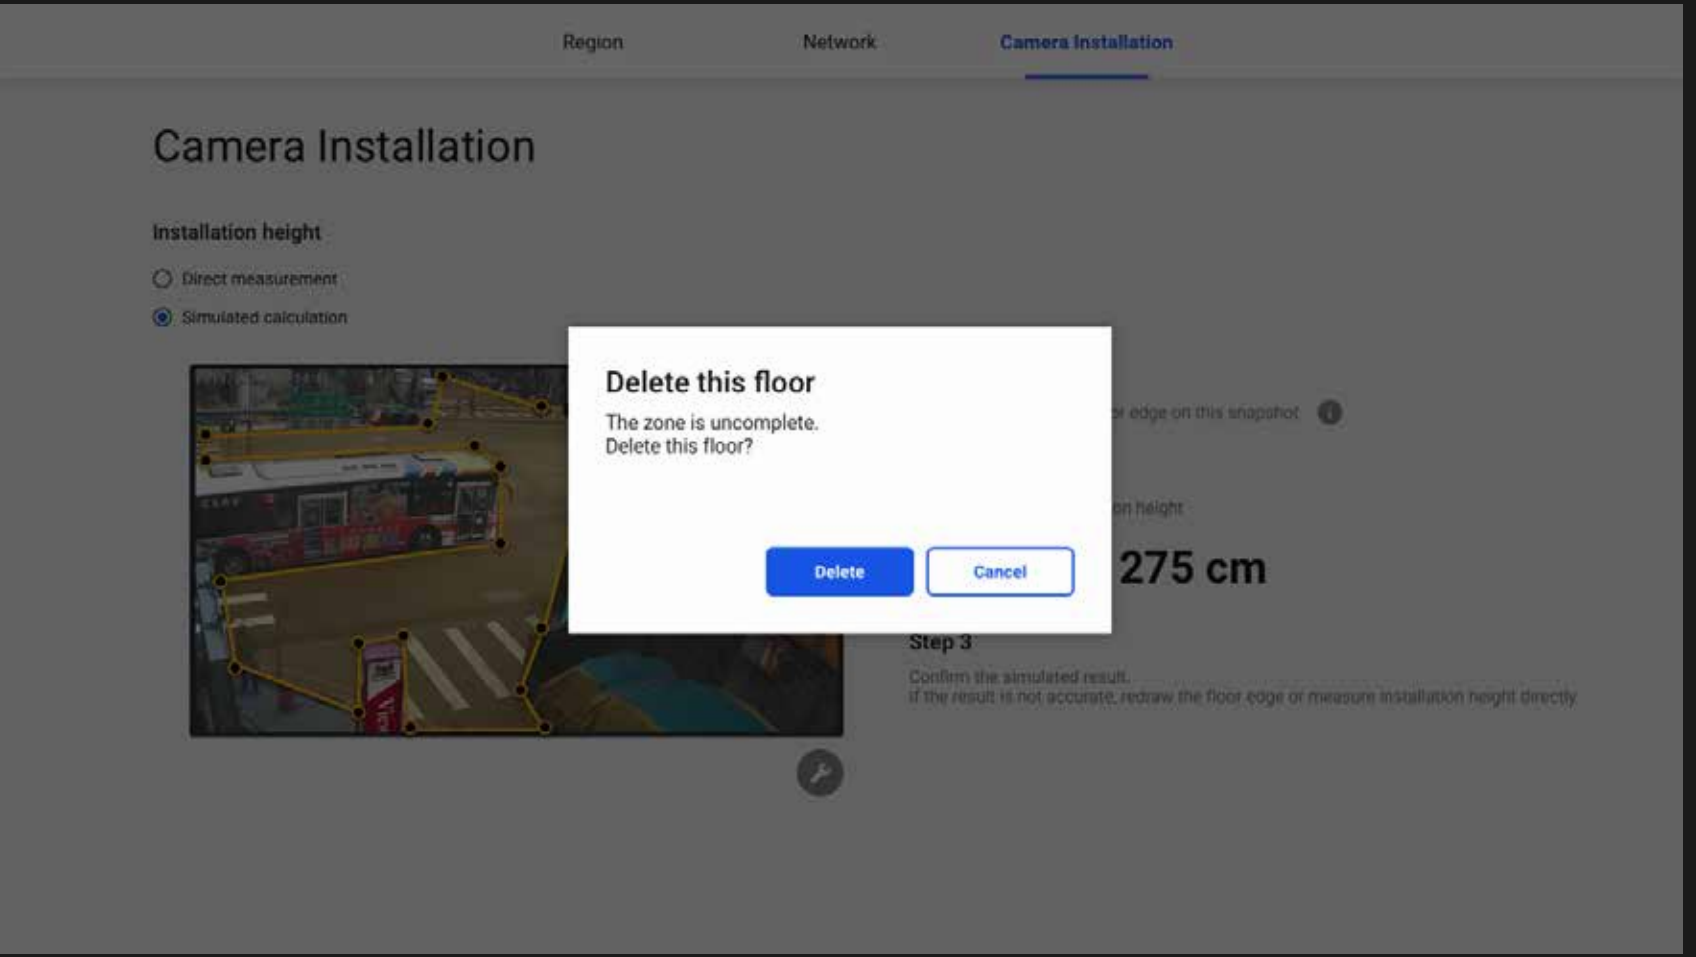 Region
Network
Camera Installation
Camera Installation
Installation height
Direct measurement
Simulated calculation
Delete this floor
The zone is uncomplete.
Delete this floor?
Delete
Cancel
or edge on this snapshot
on height
275 cm
Step 3
Confirm the simulated result.
If the result is not accurate, redraw the floor edge or measure installation height directly.